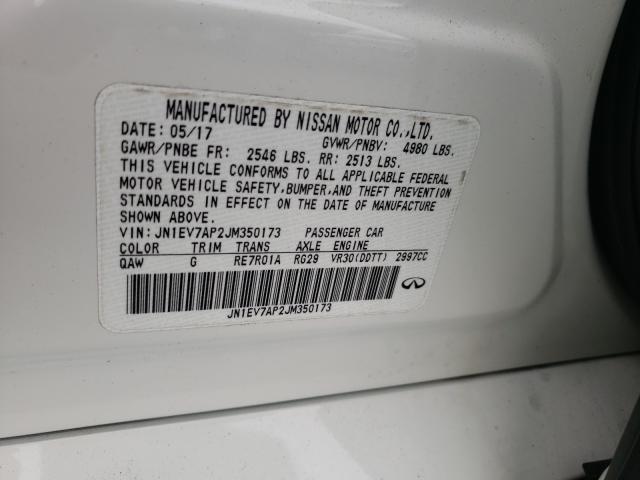 MANUFACTURED BY NISSAN MOTOR CO.,LTD.
DATE: 05/17 GVWR/PNBV: 4980 LBS.
GAWR/PNBE FR: 2546 LBS. RR: 2513 LBS.
THIS VEHICLE CONFORMS TO ALL APPLICABLE FEDERAL
MOTOR VEHICLE SAFETY,BUMPER,AND THEFT PREVENTION
STANDARDS IN EFFECT ON THE DATE OF MANUFACTURE
SHOWN ABOVE.
VIN: JN1EV7AP2JM350173 PASSENGER CAR
COLOR TRIM TRANS AXLE ENGINE
QAW G RE7R01A RG29 VR30(DDTT) 2997CC
JN1EV7AP2JM350173